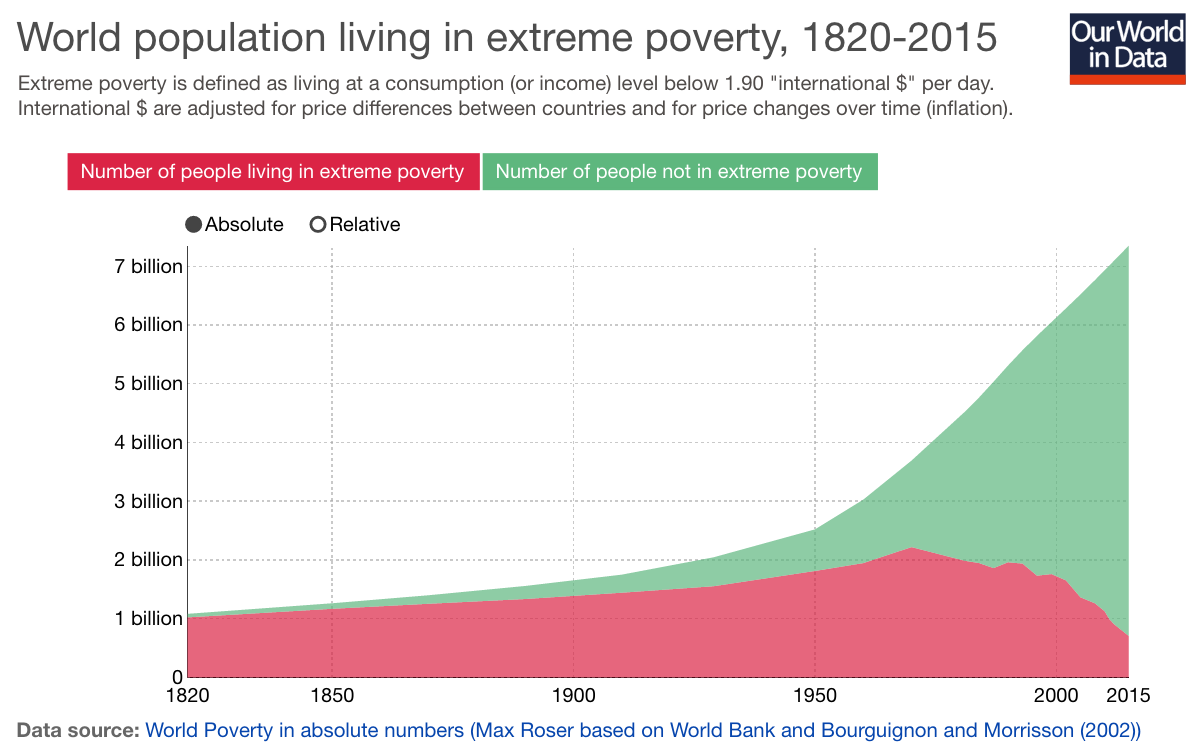 World population living in extreme poverty, 1820-2015
Our World
in Data
Extreme poverty is defined as living at a consumption (or income) level below 1.90 "international $" per day.
International $ are adjusted for price differences between countries and for price changes over time (inflation).
Number of people living in extreme poverty
Number of people not in extreme poverty
Absolute
Relative
7 billion
6 billion
5 billion
4 billion
3 billion
2 billion
1 billion
0
1820
1850
1900
1950
2000
2015
Data source: World Poverty in absolute numbers (Max Roser based on World Bank and Bourguignon and Morrisson (2002))